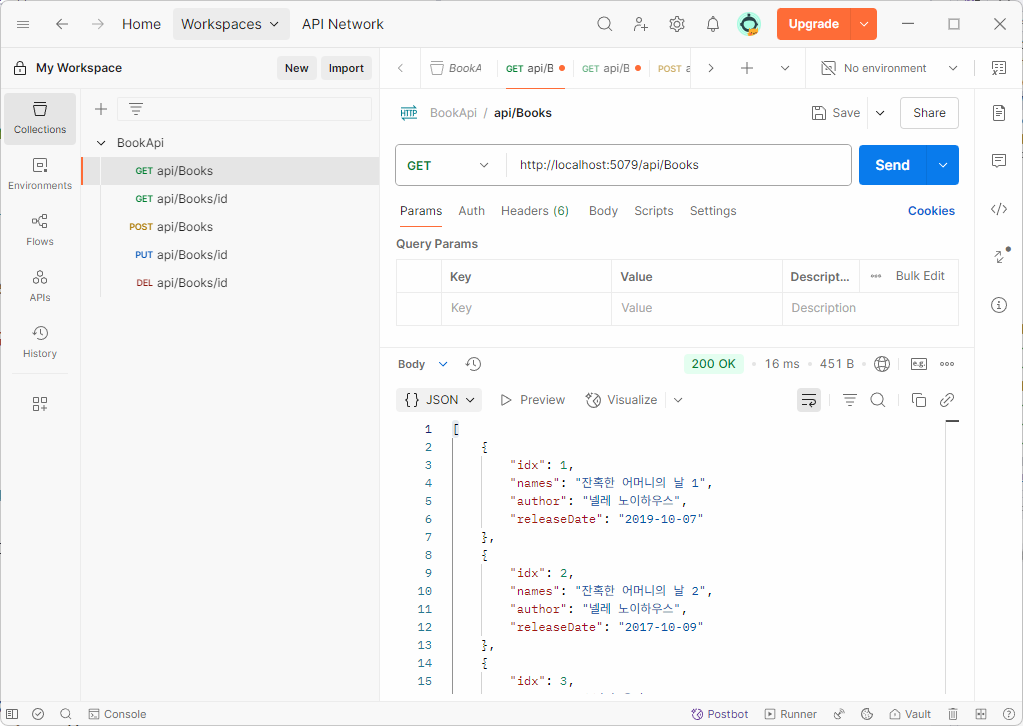 Home Workspaces API Network Upgrade
My Workspace New Import BookA GET api/B GET api/B POST No environment
Collections
Environments
Flows
APIs
History
BookApi
GET api/Books
GET api/Books/id
POST api/Books
PUT api/Books/id
DEL api/Books/id
HTTP BookApi / api/Books Save Share
GET http://localhost:5079/api/Books Send
Params Auth Headers (6) Body Scripts Settings Cookies
Query Params
Key Value Descript... Bulk Edit
Key Value Description
Body 200 OK 16 ms 451 B e.g.
{} JSON Preview Visualize
1 [
2 {
3 "idx": 1,
4 "names": "잔혹한 어머니의 날 1",
5 "author": "넬레 노이하우스",
6 "releaseDate": "2019-10-07"
7 },
8 {
9 "idx": 2,
10 "names": "잔혹한 어머니의 날 2",
11 "author": "넬레 노이하우스",
12 "releaseDate": "2017-10-09"
13 },
14 {
15 "idx": 3,
Console Postbot Runner Vault